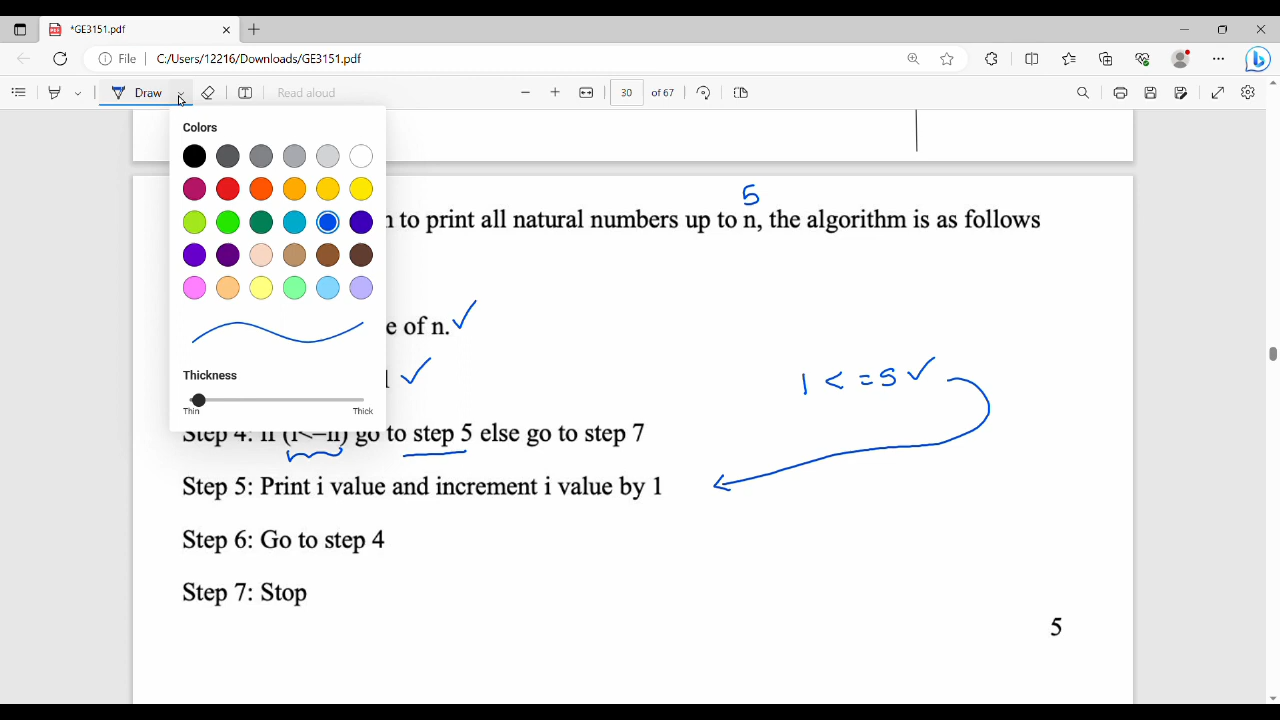 *GE3151.pdf
File C:/Users/12216/Downloads/GE3151.pdf
Draw Read aloud 30 of 67
Colors
Thickness
Thin Thick
5
to print all natural numbers up to n, the algorithm is as follows
e of n. ✓
✓
1 <= 5 ✓
Step 4: If (i<=n) go to step 5 else go to step 7
Step 5: Print i value and increment i value by 1
Step 6: Go to step 4
Step 7: Stop
5